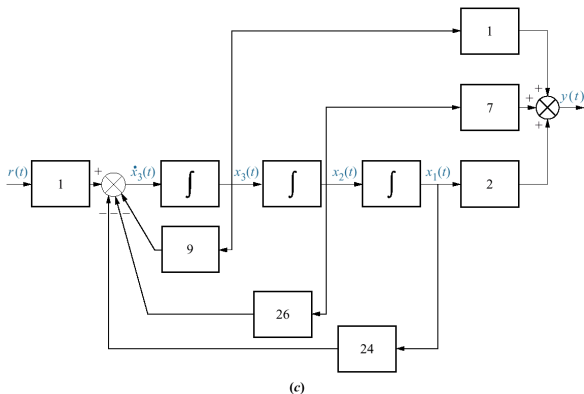 1
+
7
+
y(t)
+
r(t)
1
+
ẋ3(t)
∫
x3(t)
∫
x2(t)
∫
x1(t)
2
− − −
9
26
24
(c)